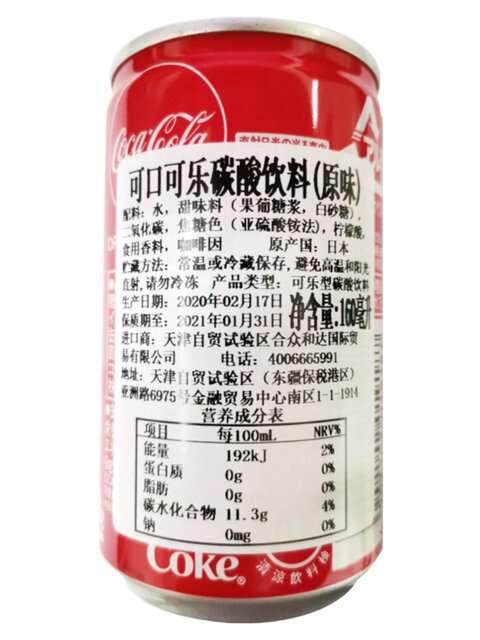 Coca-Cola
可口可乐碳酸饮料(原味)
配料: 水, 甜味料 (果葡糖浆, 白砂糖),
二氧化碳, 焦糖色 (亚硫酸铵法), 柠檬酸,
食用香料, 咖啡因 原产国: 日本
贮藏方法: 常温或冷藏保存, 避免高温和阳光
直射, 请勿冷冻 产品类型: 可乐型碳酸饮料
生产日期: 2020年02月17日 净含量:160毫升
保质期至: 2021年01月31日
进口商: 天津自贸试验区合众和达国际贸
易有限公司 电话: 4006665991
地址: 天津自贸试验区 (东疆保税港区)
亚洲路6975号金融贸易中心南区1-1-1914
营养成分表
项目 每100mL NRV%
能量 192kJ 2%
蛋白质 0g 0%
脂肪 0g 0%
碳水化合物 11.3g 4%
钠 0mg 0%
Coke®
清涼飲料検